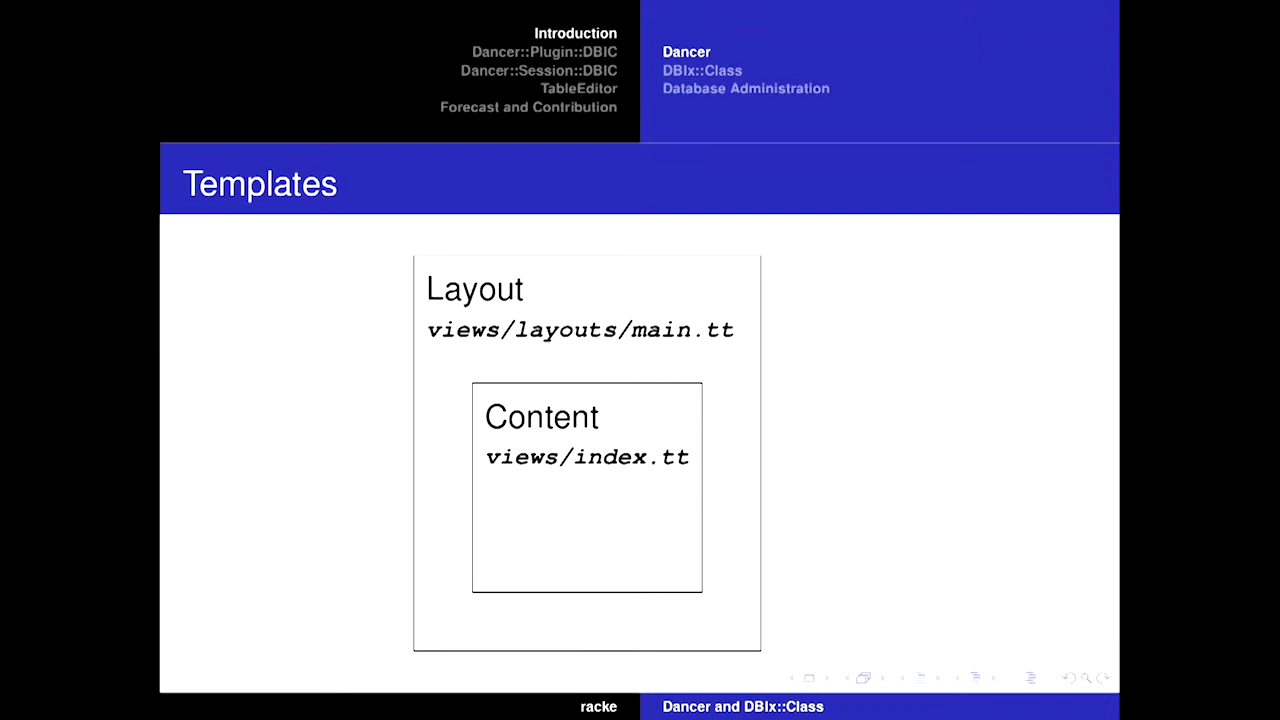 Introduction
Dancer::Plugin::DBIC
Dancer::Session::DBIC
TableEditor
Forecast and Contribution
Dancer
DBIx::Class
Database Administration
Templates
Layout
views/layouts/main.tt
Content
views/index.tt
racke
Dancer and DBIx::Class